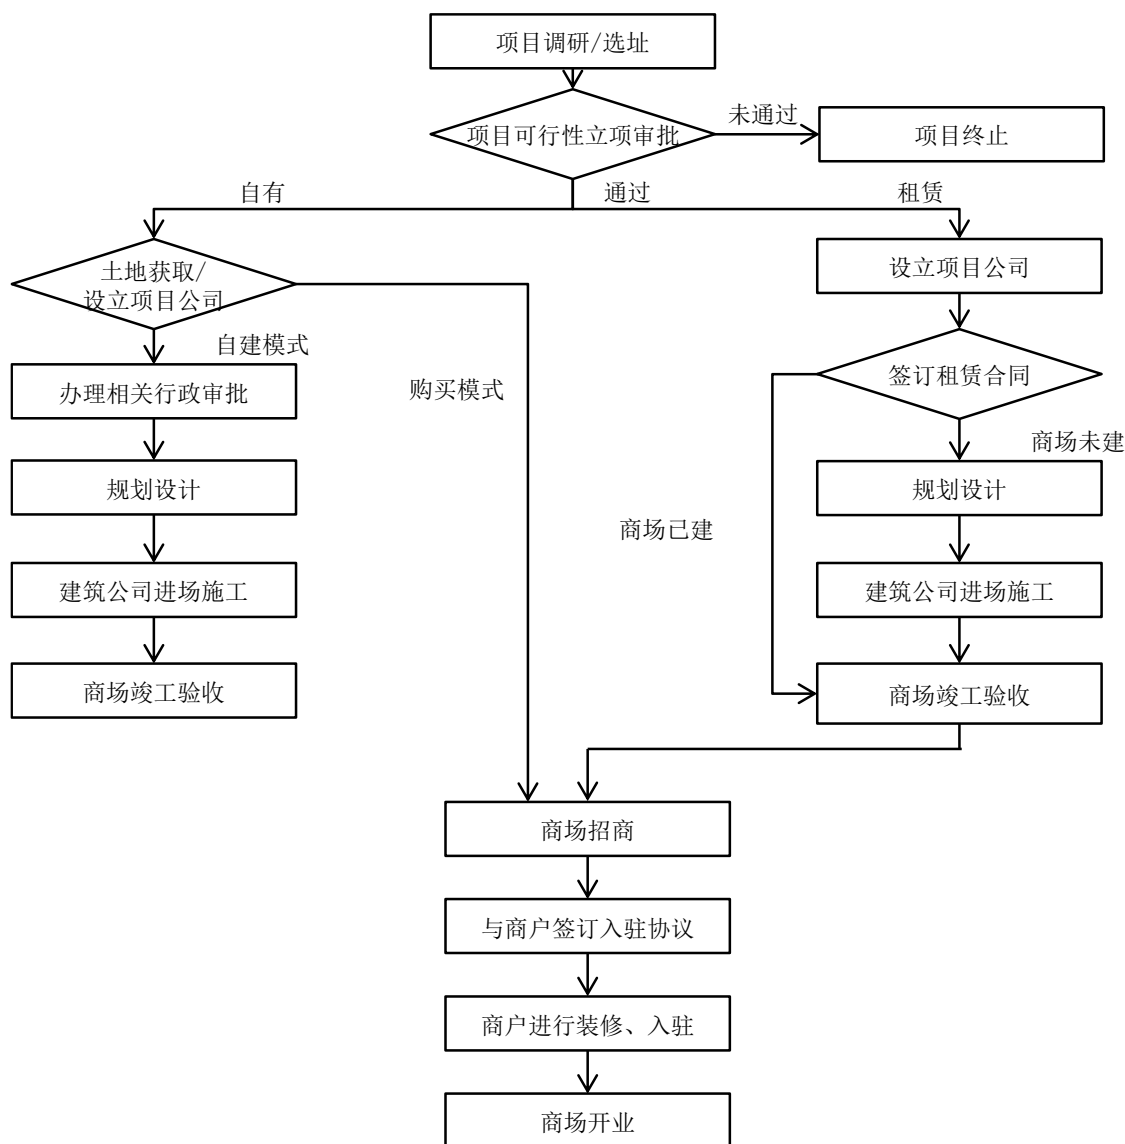 项目调研/选址
未通过
项目可行性立项审批
项目终止
自有
通过
租赁
土地获取/
设立项目公司
设立项目公司
自建模式
办理相关行政审批
购买模式
签订租赁合同
商场未建
规划设计
规划设计
商场已建
建筑公司进场施工
建筑公司进场施工
商场竣工验收
商场竣工验收
商场招商
与商户签订入驻协议
商户进行装修、入驻
商场开业